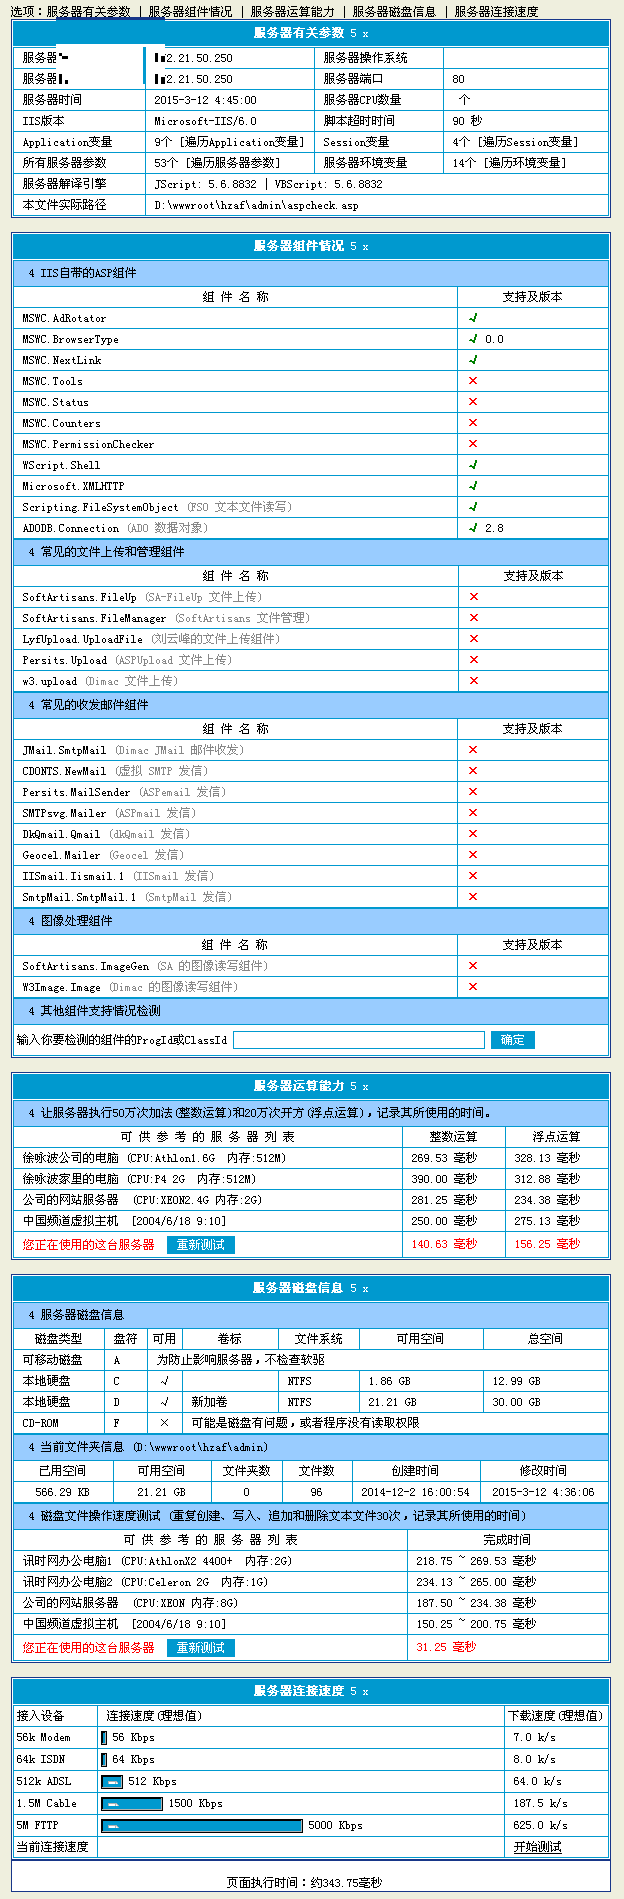 选项：服务器有关参数 | 服务器组件情况 | 服务器运算能力 | 服务器磁盘信息 | 服务器连接速度
服务器有关参数 5 x
服务器 2.21.50.250 服务器操作系统
服务器 2.21.50.250 服务器端口 80
服务器时间 2015-3-12 4:45:00 服务器CPU数量 个
IIS版本 Microsoft-IIS/6.0 脚本超时时间 90 秒
Application变量 9个 [遍历Application变量] Session变量 4个 [遍历Session变量]
所有服务器参数 53个 [遍历服务器参数] 服务器环境变量 14个 [遍历环境变量]
服务器解译引擎 JScript: 5.6.8832 | VBScript: 5.6.8832
本文件实际路径 D:\wwwroot\hzaf\admin\aspcheck.asp
服务器组件情况 5 x
4 IIS自带的ASP组件
组 件 名 称 支持及版本
MSWC.AdRotator √
MSWC.BrowserType √ 0.0
MSWC.NextLink √
MSWC.Tools ×
MSWC.Status ×
MSWC.Counters ×
MSWC.PermissionChecker ×
WScript.Shell √
Microsoft.XMLHTTP √
Scripting.FileSystemObject (FSO 文本文件读写) √
ADODB.Connection (ADO 数据对象) √ 2.8
4 常见的文件上传和管理组件
组 件 名 称 支持及版本
SoftArtisans.FileUp (SA-FileUp 文件上传) ×
SoftArtisans.FileManager (SoftArtisans 文件管理) ×
LyfUpload.UploadFile (刘云峰的文件上传组件) ×
Persits.Upload (ASPUpload 文件上传) ×
w3.upload (Dimac 文件上传) ×
4 常见的收发邮件组件
组 件 名 称 支持及版本
JMail.SmtpMail (Dimac JMail 邮件收发) ×
CDONTS.NewMail (虚拟 SMTP 发信) ×
Persits.MailSender (ASPemail 发信) ×
SMTPsvg.Mailer (ASPmail 发信) ×
DkQmail.Qmail (dkQmail 发信) ×
Geocel.Mailer (Geocel 发信) ×
IISmail.Iismail.1 (IISmail 发信) ×
SmtpMail.SmtpMail.1 (SmtpMail 发信) ×
4 图像处理组件
组 件 名 称 支持及版本
SoftArtisans.ImageGen (SA 的图像读写组件) ×
W3Image.Image (Dimac 的图像读写组件) ×
4 其他组件支持情况检测
输入你要检测的组件的ProgId或ClassId 确定
服务器运算能力 5 x
4 让服务器执行50万次加法(整数运算)和20万次开方(浮点运算)，记录其所使用的时间。
可 供 参 考 的 服 务 器 列 表 整数运算 浮点运算
徐咏波公司的电脑 (CPU:Athlon1.6G 内存:512M) 269.53 毫秒 328.13 毫秒
徐咏波家里的电脑 (CPU:P4 2G 内存:512M) 390.00 毫秒 312.88 毫秒
公司的网站服务器 (CPU:XEON2.4G 内存:2G) 281.25 毫秒 234.38 毫秒
中国频道虚拟主机 [2004/6/18 9:10] 250.00 毫秒 275.13 毫秒
您正在使用的这台服务器 重新测试 140.63 毫秒 156.25 毫秒
服务器磁盘信息 5 x
4 服务器磁盘信息
磁盘类型 盘符 可用 卷标 文件系统 可用空间 总空间
可移动磁盘 A 为防止影响服务器，不检查软驱
本地硬盘 C √ NTFS 1.86 GB 12.99 GB
本地硬盘 D √ 新加卷 NTFS 21.21 GB 30.00 GB
CD-ROM F × 可能是磁盘有问题，或者程序没有读取权限
4 当前文件夹信息 (D:\wwwroot\hzaf\admin)
已用空间 可用空间 文件夹数 文件数 创建时间 修改时间
566.29 KB 21.21 GB 0 96 2014-12-2 16:00:54 2015-3-12 4:36:06
4 磁盘文件操作速度测试 (重复创建、写入、追加和删除文本文件30次，记录其所使用的时间)
可 供 参 考 的 服 务 器 列 表 完成时间
讯时网办公电脑1 (CPU:AthlonX2 4400+ 内存:2G) 218.75 ~ 269.53 毫秒
讯时网办公电脑2 (CPU:Celeron 2G 内存:1G) 234.13 ~ 265.00 毫秒
公司的网站服务器 (CPU:XEON 内存:8G) 187.50 ~ 234.38 毫秒
中国频道虚拟主机 [2004/6/18 9:10] 150.25 ~ 200.75 毫秒
您正在使用的这台服务器 重新测试 31.25 毫秒
服务器连接速度 5 x
接入设备 连接速度(理想值) 下载速度(理想值)
56k Modem 56 Kbps 7.0 k/s
64k ISDN 64 Kbps 8.0 k/s
512k ADSL 512 Kbps 64.0 k/s
1.5M Cable 1500 Kbps 187.5 k/s
5M FTTP 5000 Kbps 625.0 k/s
当前连接速度 开始测试
页面执行时间：约343.75毫秒